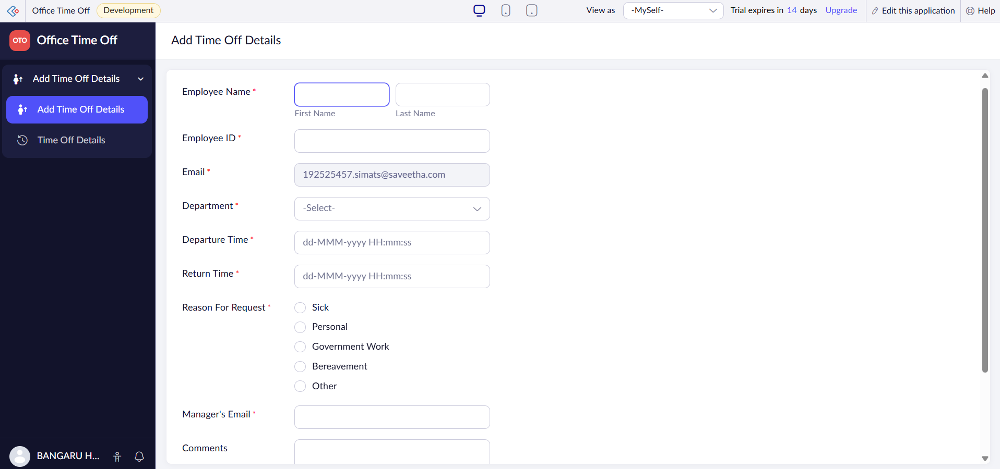 Office Time Off Development View as -MySelf- Trial expires in 14 days Upgrade Edit this application Help
OTO Office Time Off
Add Time Off Details
Add Time Off Details
Time Off Details
BANGARU H...
Add Time Off Details
Employee Name *
First Name Last Name
Employee ID *
Email * 192525457.simats@saveetha.com
Department * -Select-
Departure Time * dd-MMM-yyyy HH:mm:ss
Return Time * dd-MMM-yyyy HH:mm:ss
Reason For Request * Sick
Personal
Government Work
Bereavement
Other
Manager's Email *
Comments